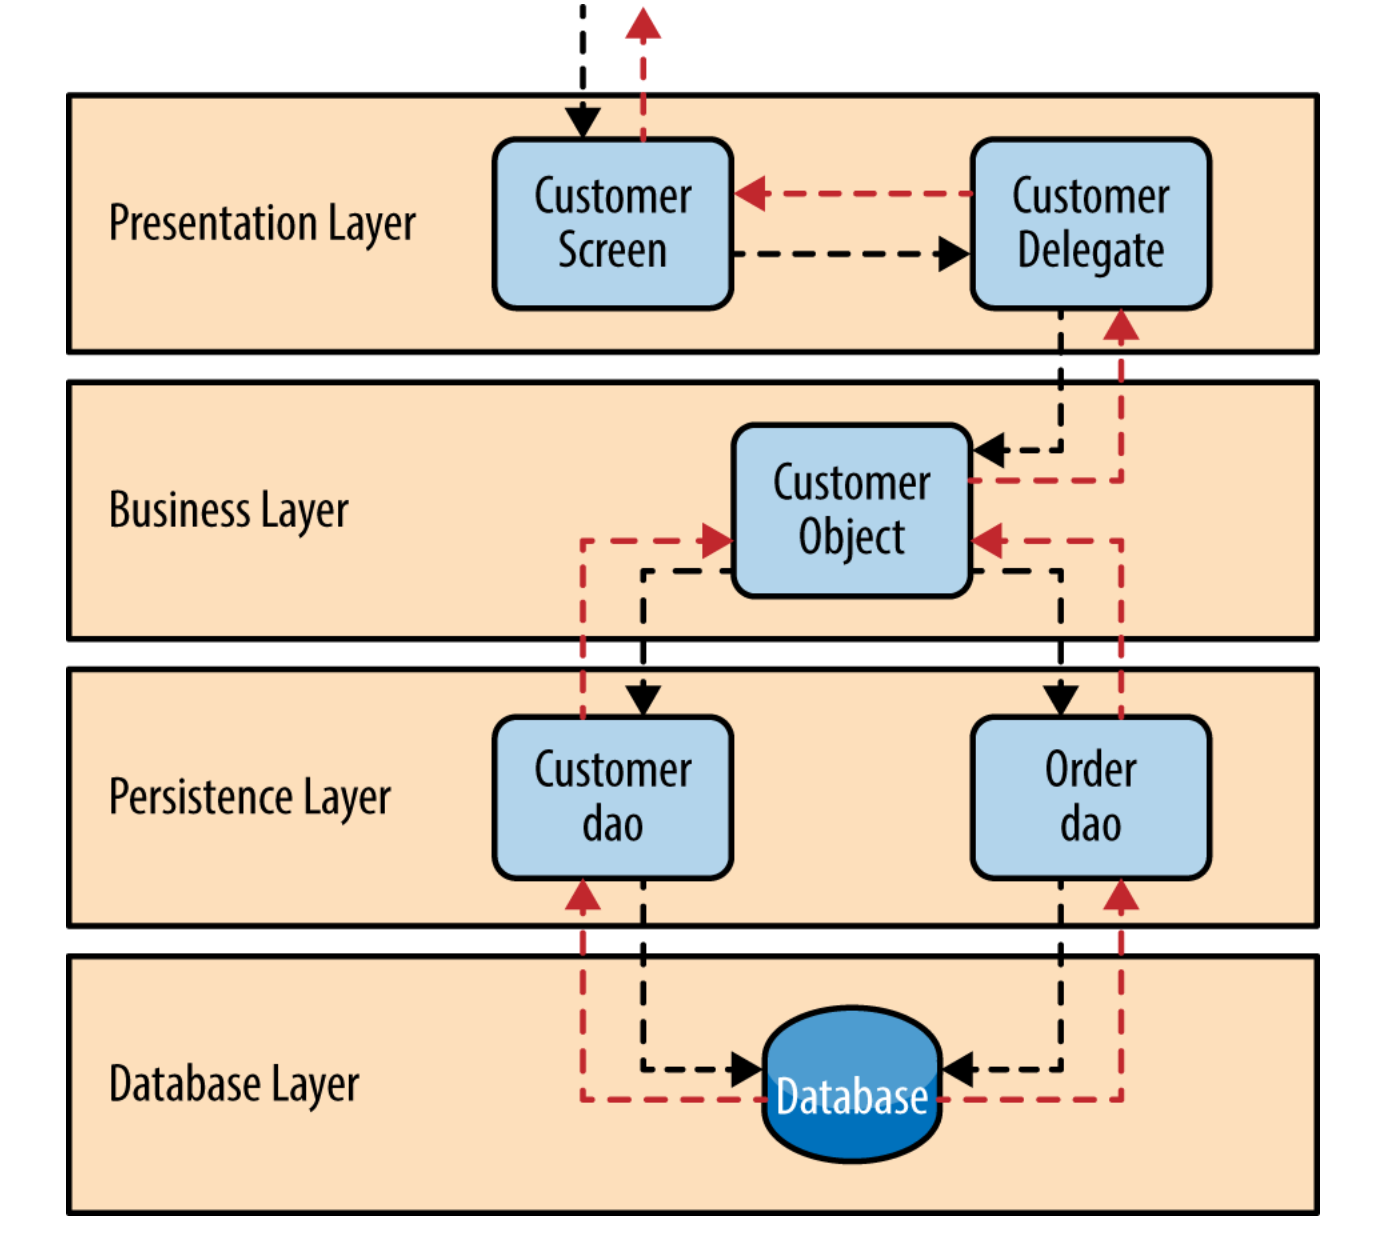 Presentation Layer
Customer
Screen
Customer
Delegate
Business Layer
Customer
Object
Persistence Layer
Customer
dao
Order
dao
Database Layer
Database